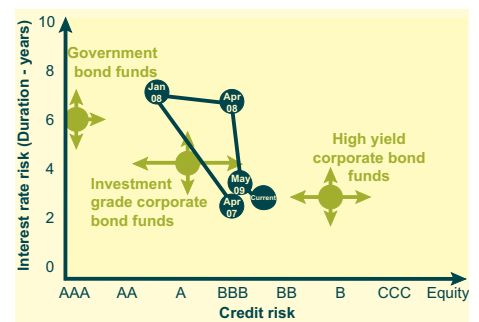 10
Interest rate risk (Duration - years)
Government
bond funds
8
Jan
08
Apr
08
6
High yield
corporate bond
funds
4
Investment
grade corporate
bond funds
May
09
Current
Apr
07
2
0
AAA AA A BBB BB B CCC Equity
Credit risk